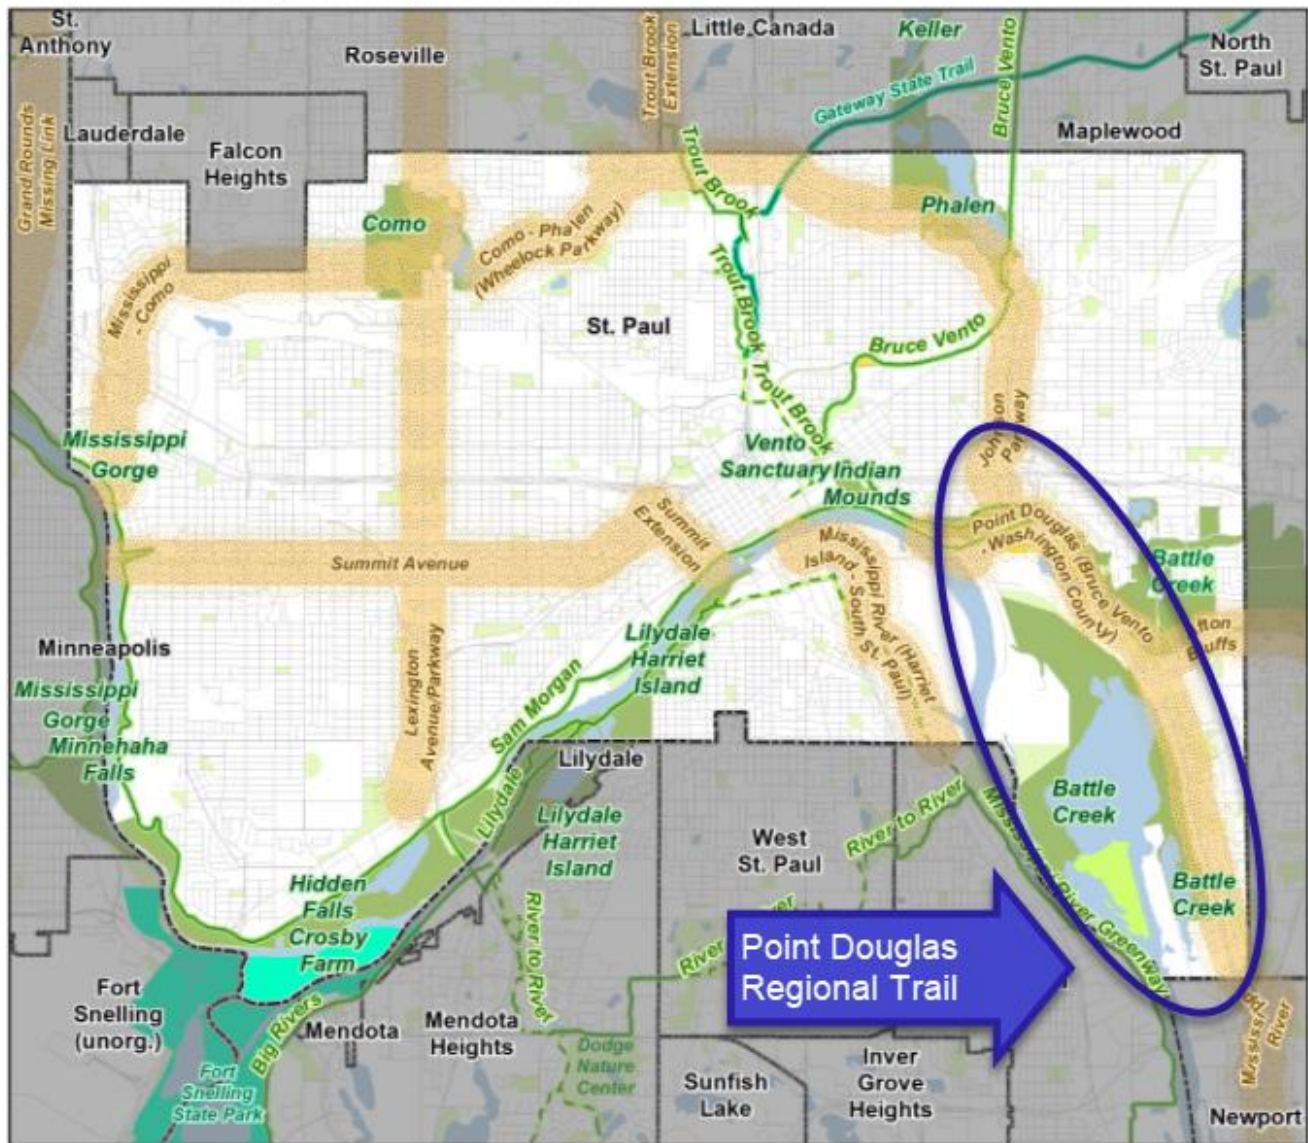 St.
Anthony
Roseville
Trout Brook
Extension
Little Canada
Keller
Bruce Vento
North
St. Paul
Gateway State Trail
Grand Rounds
Missing Link
Lauderdale
Falcon
Heights
Maplewood
Trout Brook
Como
Como - Phalen
(Wheelock Parkway)
Phalen
Mississippi
- Como
Trout Brook
St. Paul
Bruce Vento
Trout Brook
Johnson
Parkway
Mississippi
Gorge
Vento
Sanctuary
Indian
Mounds
Summit
Extension
Summit Avenue
Mississippi River (Harriet
Island - South St. Paul)
Point Douglas (Bruce Vento
- Washington County)
Battle
Creek
Bluffs
Minneapolis
Lilydale
Harriet
Island
Lexington
Avenue/Parkway
Mississippi
Gorge
Minnehaha
Falls
Sam Morgan
Lilydale
Lilydale
Lilydale
Harriet
Island
West
St. Paul
River to River
Mississippi River Greenway
Battle
Creek
Battle
Creek
Hidden
Falls
Crosby
Farm
River to River
River
Point Douglas
Regional Trail
Fort
Snelling
(unorg.)
Big Rivers
Mendota
Mendota
Heights
Dodge
Nature
Center
Fort
Snelling
State Park
Sunfish
Lake
Inver
Grove
Heights
River
Newport